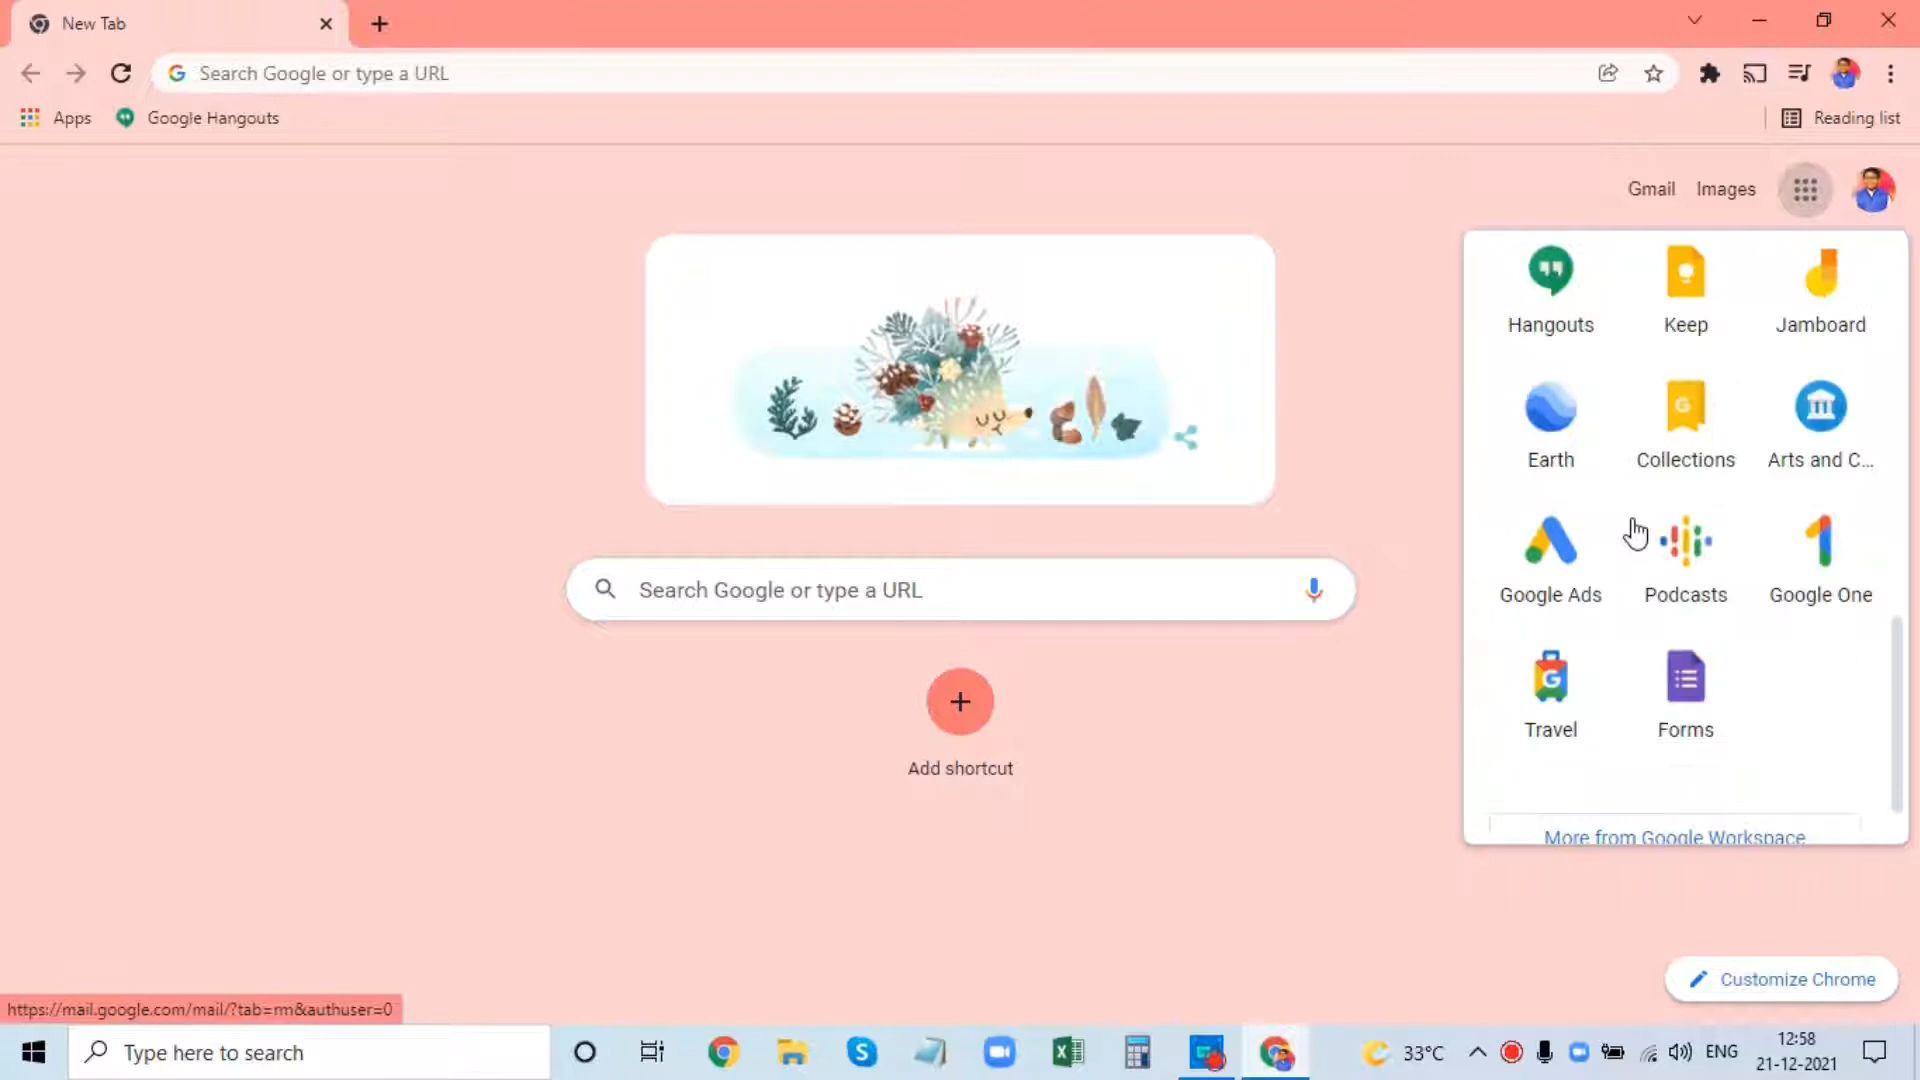 New Tab
Search Google or type a URL
Apps
Google Hangouts
Reading list
Gmail
Images
Hangouts
Keep
Jamboard
Earth
Collections
Arts and C...
Google Ads
Podcasts
Google One
Travel
Forms
More from Google Workspace
Search Google or type a URL
Add shortcut
Customize Chrome
https://mail.google.com/mail/?tab=rm&authuser=0
Type here to search
33°C
ENG
12:58
21-12-2021